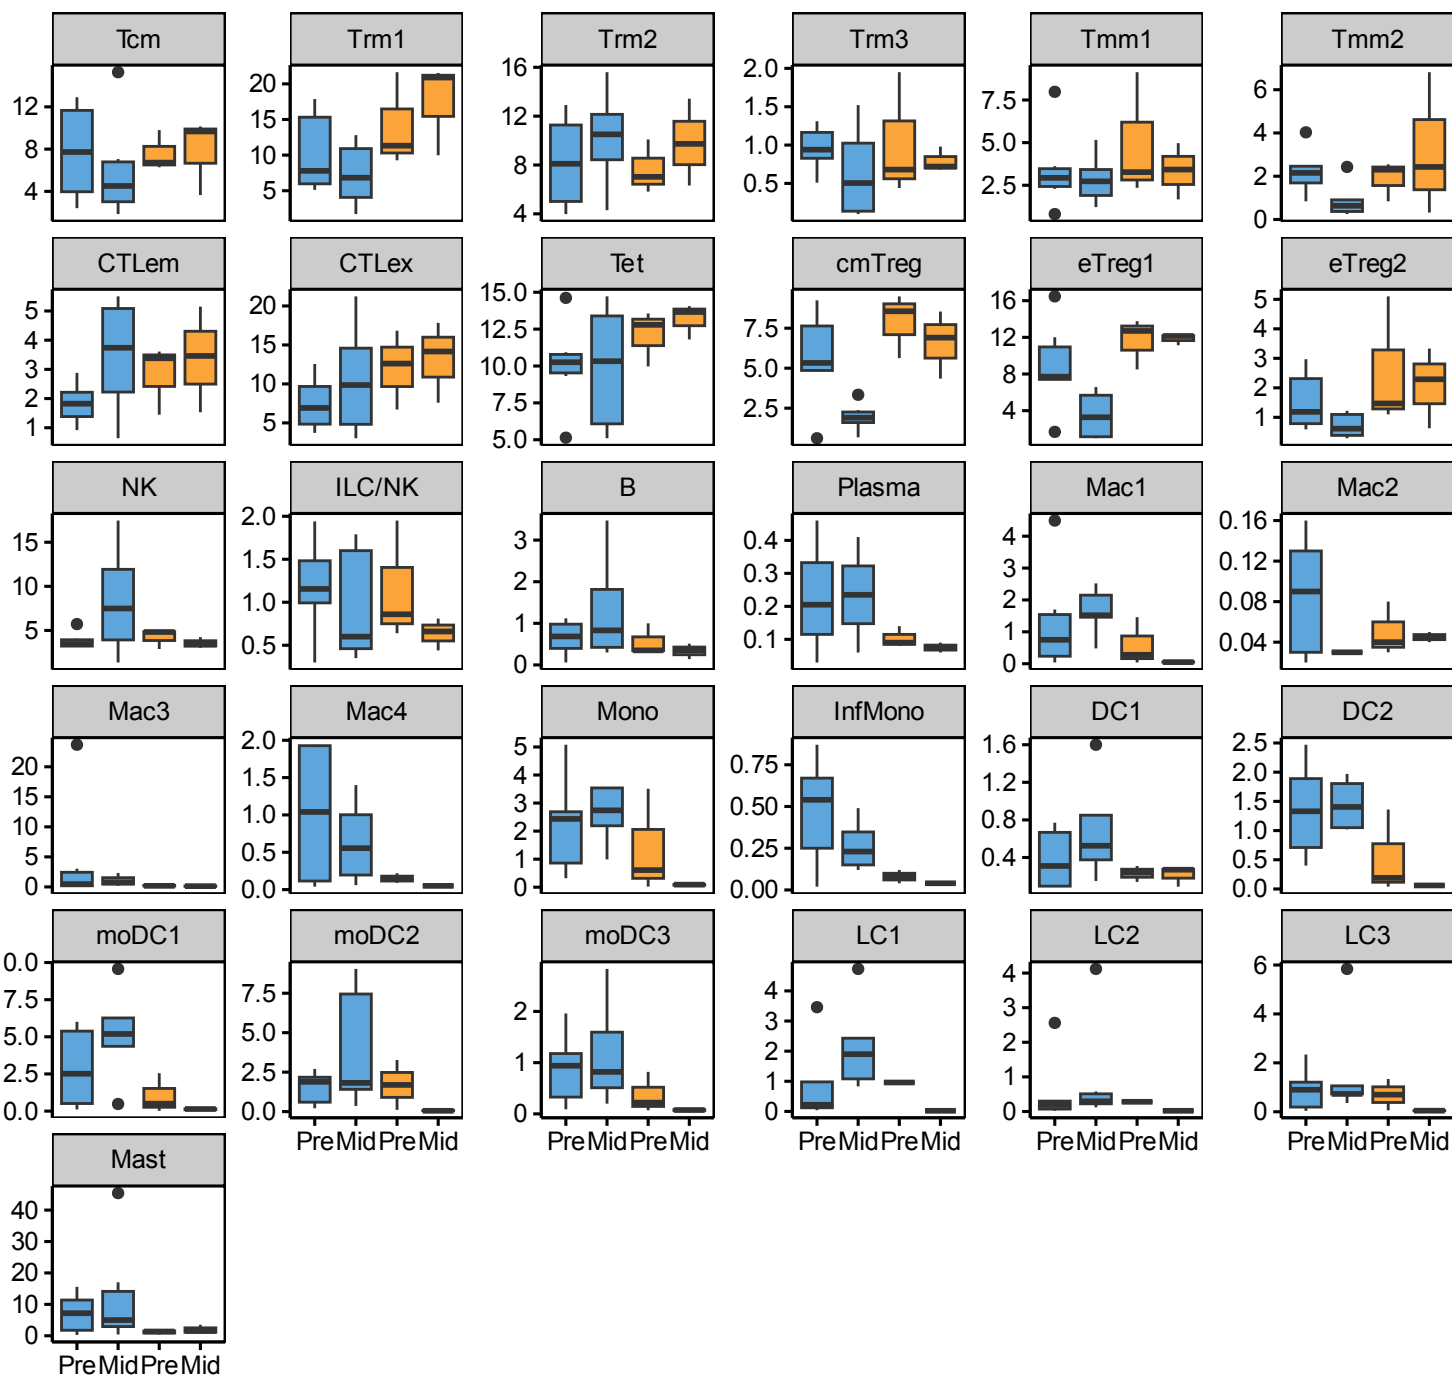 Tcm Trm1 Trm2 Trm3 Tmm1 Tmm2
12 8 4
20 15 10 5
16 12 8 4
2.0 1.5 1.0 0.5
7.5 5.0 2.5
6 4 2 0
CTLem CTLex Tet cmTreg eTreg1 eTreg2
5 4 3 2 1
20 15 10 5
15.0 12.5 10.0 7.5 5.0
7.5 5.0 2.5
16 12 8 4
5 4 3 2 1
NK ILC/NK B Plasma Mac1 Mac2
15 10 5
2.0 1.5 1.0 0.5
3 2 1 0
0.4 0.3 0.2 0.1
4 3 2 1 0
0.16 0.12 0.08 0.04
Mac3 Mac4 Mono InfMono DC1 DC2
20 15 10 5 0
2.0 1.5 1.0 0.5 0.0
5 4 3 2 1 0
0.75 0.50 0.25 0.00
1.6 1.2 0.8 0.4
2.5 2.0 1.5 1.0 0.5 0.0
moDC1 moDC2 moDC3 LC1 LC2 LC3
0.0 7.5 5.0 2.5 0.0
7.5 5.0 2.5 0.0
2 1 0
4 3 2 1 0
4 3 2 1 0
6 4 2 0
Pre Mid Pre Mid Pre Mid Pre Mid Pre Mid Pre Mid Pre Mid Pre Mid Pre Mid Pre Mid
Mast
40 30 20 10 0
Pre Mid Pre Mid